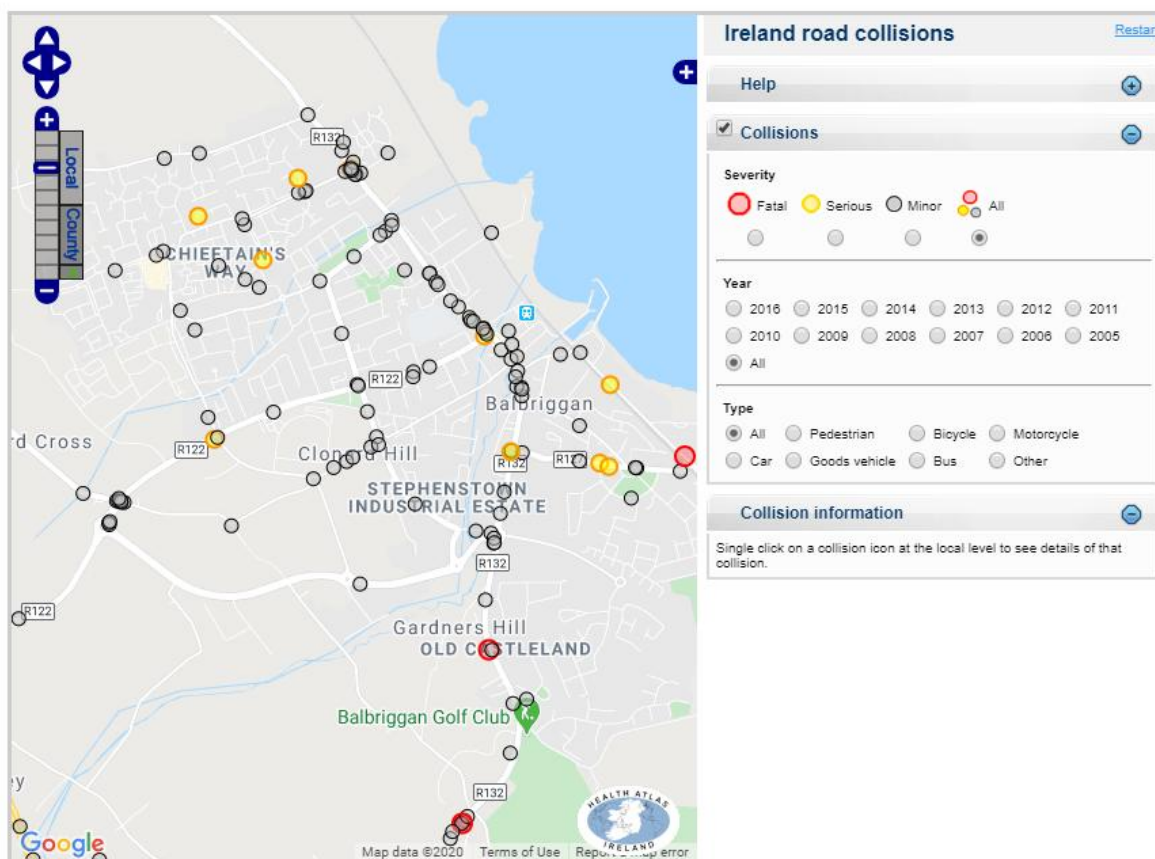 R132
Local
County
CHIEFTAIN'S
WAY
R122
Balbriggan
rd Cross
R122
Clonard Hill
R132
STEPHENSTOWN
INDUSTRIAL ESTATE
R132
R122
Gardners Hill
OLD CASTLELAND
Balbriggan Golf Club
R132
ey
HEALTH ATLAS
IRELAND
Google
Map data ©2020 Terms of Use Report a map error
Ireland road collisions Restar
Help
Collisions
Severity
Fatal Serious Minor All
Year
2016 2015 2014 2013 2012 2011
2010 2009 2008 2007 2006 2005
All
Type
All Pedestrian Bicycle Motorcycle
Car Goods vehicle Bus Other
Collision information
Single click on a collision icon at the local level to see details of that
collision.